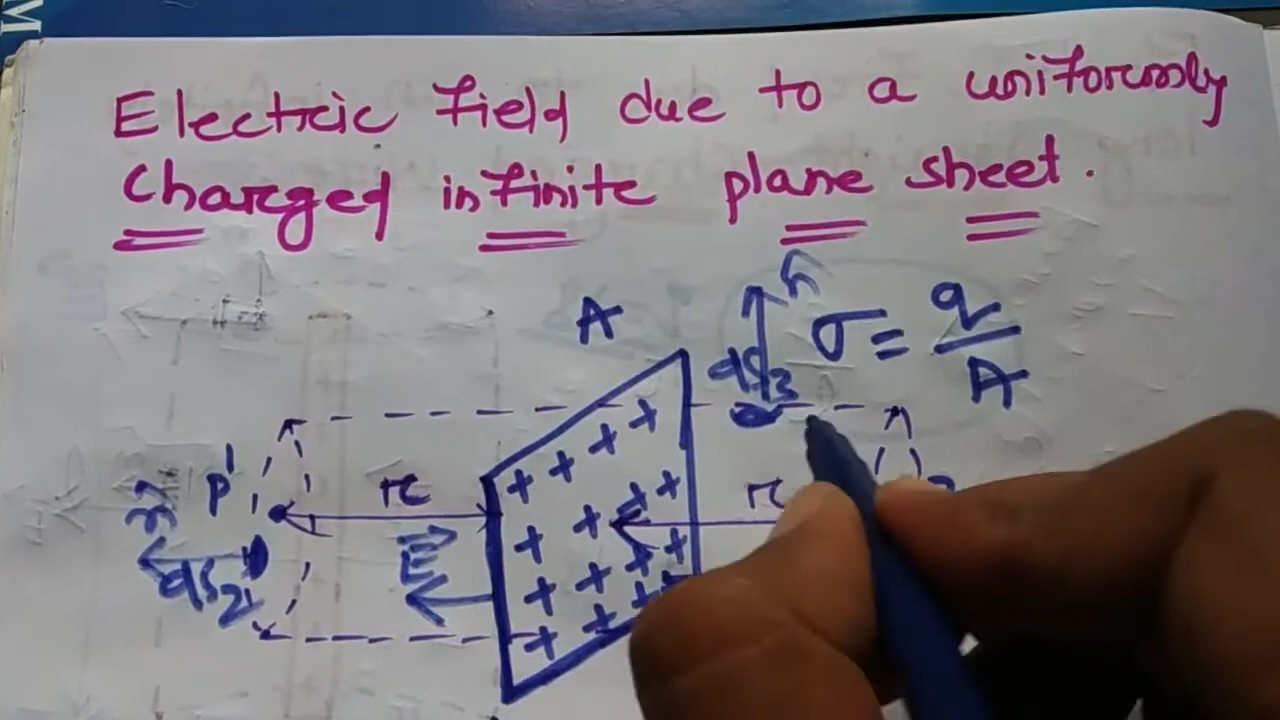 Electric field due to a uniformly
Charged infinite plane sheet.
A
n̂
σ = q/A
dS3
P'
r
r
n̂
E⃗
dS2
+ + + +
+ + +
+ + +
+ + +
+ +
M